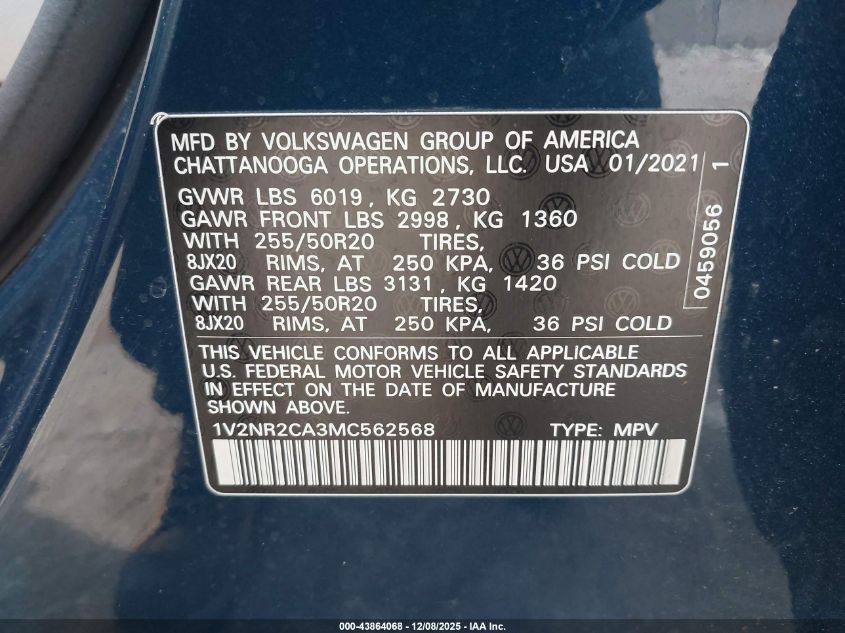 MFD BY VOLKSWAGEN GROUP OF AMERICA
CHATTANOOGA OPERATIONS, LLC. USA 01/2021
GVWR LBS 6019, KG 2730
GAWR FRONT LBS 2998, KG 1360
WITH 255/50R20 TIRES,
8JX20 RIMS, AT 250 KPA, 36 PSI COLD
GAWR REAR LBS 3131, KG 1420
WITH 255/50R20 TIRES,
8JX20 RIMS, AT 250 KPA, 36 PSI COLD
THIS VEHICLE CONFORMS TO ALL APPLICABLE
U.S. FEDERAL MOTOR VEHICLE SAFETY STANDARDS
IN EFFECT ON THE DATE OF MANUFACTURE
SHOWN ABOVE.
1V2NR2CA3MC562568 TYPE: MPV
0459056 1
000-43864068 - 12/08/2025 - IAA Inc.